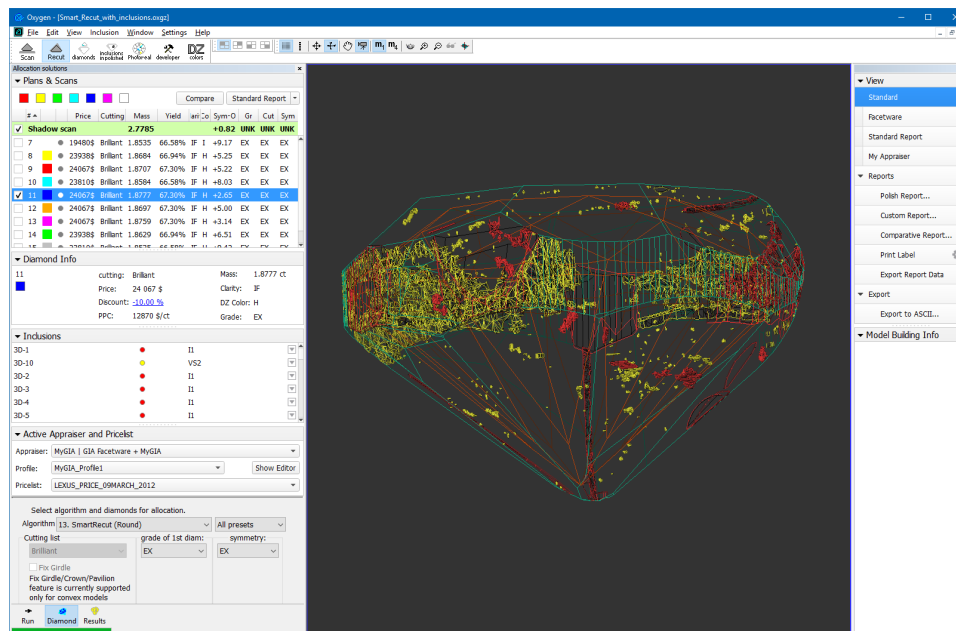 Oxygen - [Smart_Recut_with_inclusions.oxgz]
File Edit View Inclusion Window Settings Help
Scan Recut diamonds inclusions in polished Photoreal developer DZ colors
Allocation solutions
Plans & Scans
Compare Standard Report
# Price Cutting Mass Yield Sym-O Gr Cut Sym
Shadow scan 2.7785 +0.82 UNK UNK UNK
7 19480$ Brilliant 1.8535 66.58% IF I +9.17 EX EX EX
8 23938$ Brilliant 1.8684 66.94% IF H +5.25 EX EX EX
9 24067$ Brilliant 1.8707 67.30% IF H +5.22 EX EX EX
10 23810$ Brilliant 1.8584 66.58% IF H +8.03 EX EX EX
11 24067$ Brilliant 1.8777 67.30% IF H +2.65 EX EX EX
12 24067$ Brilliant 1.8697 67.30% IF H +5.00 EX EX EX
13 24067$ Brilliant 1.8759 67.30% IF H +3.14 EX EX EX
14 23938$ Brilliant 1.8629 66.94% IF H +6.51 EX EX EX
Diamond Info
11 cutting: Brilliant Mass: 1.8777 ct
Price: 24 067 $ Clarity: IF
Discount: -10.00 % DZ Color: H
PPC: 12870 $/ct Grade: EX
Inclusions
3D-1 I1
3D-10 VS2
3D-2 I1
3D-3 I1
3D-4 I1
3D-5 I1
Active Appraiser and Pricelist
Appraiser: MyGIA | GIA Facetware + MyGIA
Profile: MyGIA_Profile1 Show Editor
Pricelist: LEXUS_PRICE_09MARCH_2012
Select algorithm and diamonds for allocation.
Algorithm 13. SmartRecut (Round) All presets
Cutting list grade of 1st diam: symmetry:
Brilliant EX EX
Fix Girdle
Fix Girdle/Crown/Pavilion
feature is currently supported
only for convex models
Run Diamond Results
View
Standard
Facetware
Standard Report
My Appraiser
Reports
Polish Report...
Custom Report...
Comparative Report...
Print Label
Export Report Data
Export
Export to ASCII...
Model Building Info